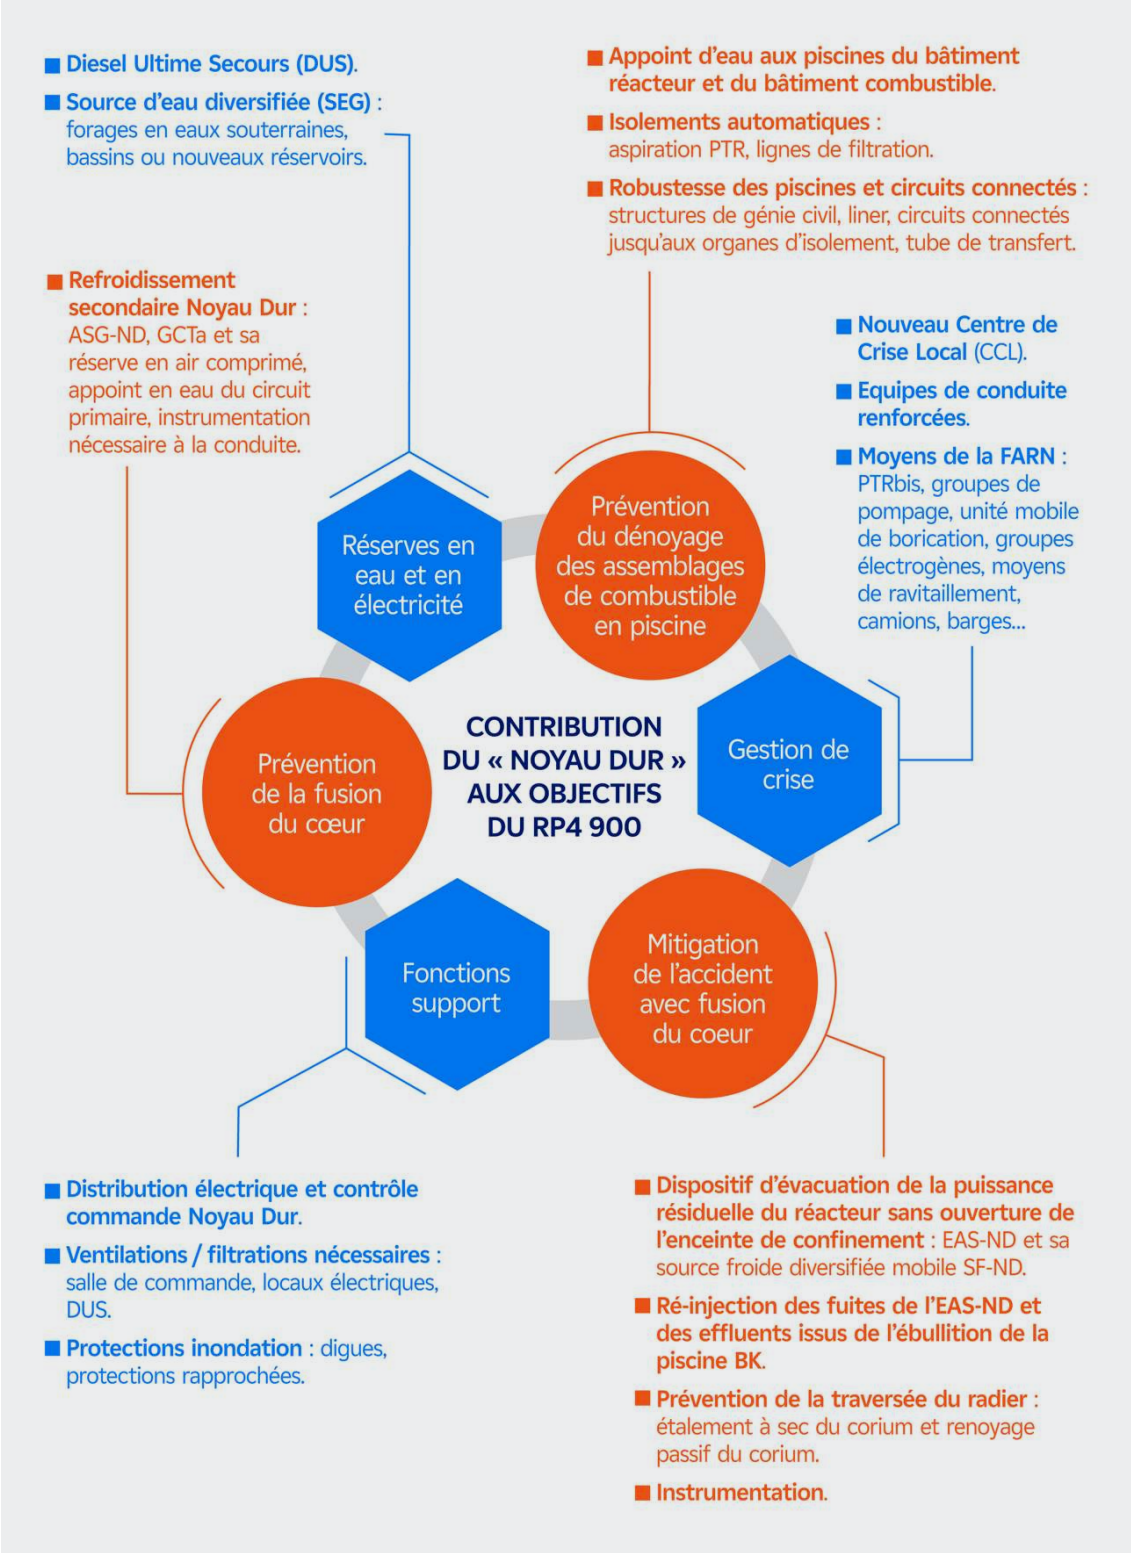 ■ Diesel Ultime Secours (DUS).
■ Source d'eau diversifiée (SEG) :
forages en eaux souterraines,
bassins ou nouveaux réservoirs.
■ Appoint d'eau aux piscines du bâtiment
réacteur et du bâtiment combustible.
■ Isolements automatiques :
aspiration PTR, lignes de filtration.
■ Robustesse des piscines et circuits connectés :
structures de génie civil, liner, circuits connectés
jusqu'aux organes d'isolement, tube de transfert.
■ Refroidissement
secondaire Noyau Dur :
ASG-ND, GCTa et sa
réserve en air comprimé,
appoint en eau du circuit
primaire, instrumentation
nécessaire à la conduite.
■ Nouveau Centre de
Crise Local (CCL).
■ Equipes de conduite
renforcées.
■ Moyens de la FARN :
PTRbis, groupes de
pompage, unité mobile
de borication, groupes
électrogènes, moyens
de ravitaillement,
camions, barges...
Réserves en
eau et en
électricité
Prévention
du dénoyage
des assemblages
de combustible
en piscine
Prévention
de la fusion
du cœur
CONTRIBUTION
DU « NOYAU DUR »
AUX OBJECTIFS
DU RP4 900
Gestion de
crise
Fonctions
support
Mitigation
de l'accident
avec fusion
du coeur
■ Distribution électrique et contrôle
commande Noyau Dur.
■ Ventilations / filtrations nécessaires :
salle de commande, locaux électriques,
DUS.
■ Protections inondation : digues,
protections rapprochées.
■ Dispositif d'évacuation de la puissance
résiduelle du réacteur sans ouverture de
l'enceinte de confinement : EAS-ND et sa
source froide diversifiée mobile SF-ND.
■ Ré-injection des fuites de l'EAS-ND et
des effluents issus de l'ébullition de la
piscine BK.
■ Prévention de la traversée du radier :
étalement à sec du corium et renoyage
passif du corium.
■ Instrumentation.